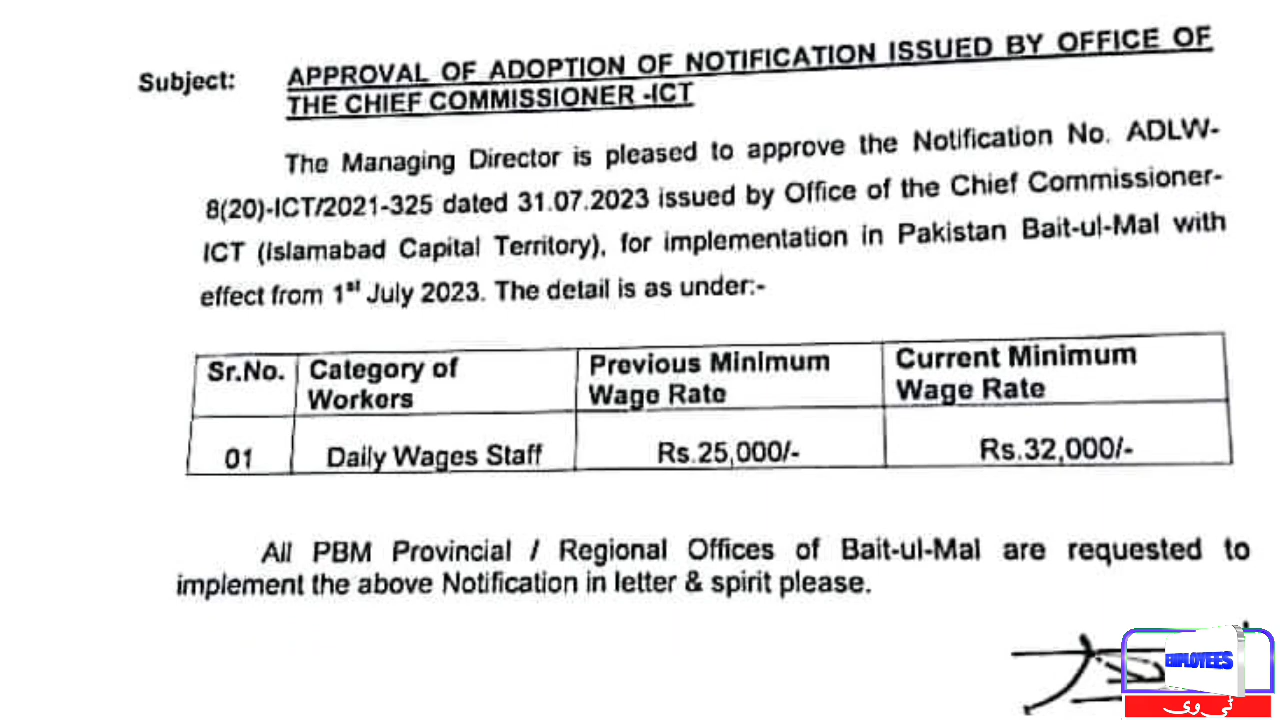 Subject: APPROVAL OF ADOPTION OF NOTIFICATION ISSUED BY OFFICE OF
THE CHIEF COMMISSIONER -ICT
The Managing Director is pleased to approve the Notification No. ADLW-
8(20)-ICT/2021-325 dated 31.07.2023 issued by Office of the Chief Commissioner-
ICT (Islamabad Capital Territory), for implementation in Pakistan Bait-ul-Mal with
effect from 1st July 2023. The detail is as under:-
Sr.No. Category of Workers Previous Minimum Wage Rate Current Minimum Wage Rate
01 Daily Wages Staff Rs.25,000/- Rs.32,000/-
All PBM Provincial / Regional Offices of Bait-ul-Mal are requested to
implement the above Notification in letter & spirit please.
EMPLOYEES
ٹی وی